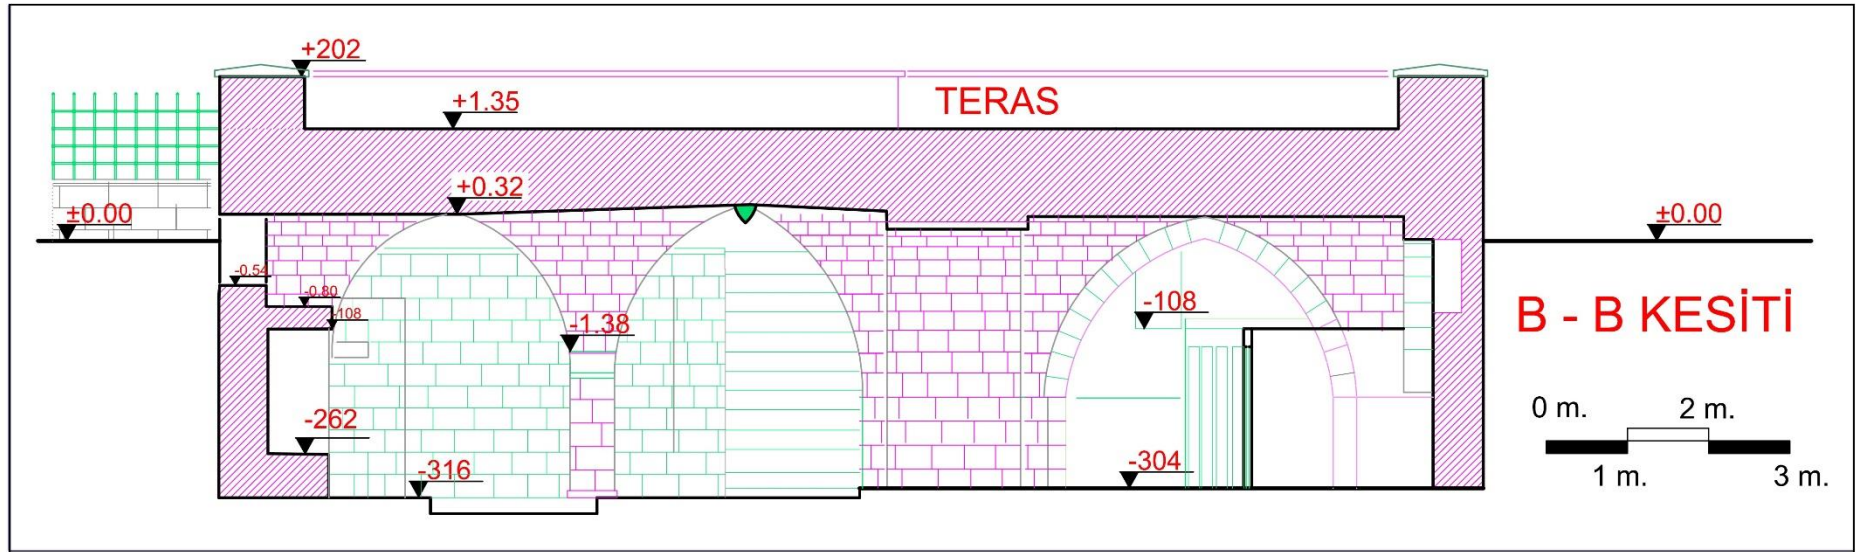 +202
+1.35
TERAS
+0.32
±0.00
±0.00
-0.54
-0.80
-108
-1.38
-108
B - B KESİTİ
0 m.
2 m.
-262
-316
-304
1 m.
3 m.